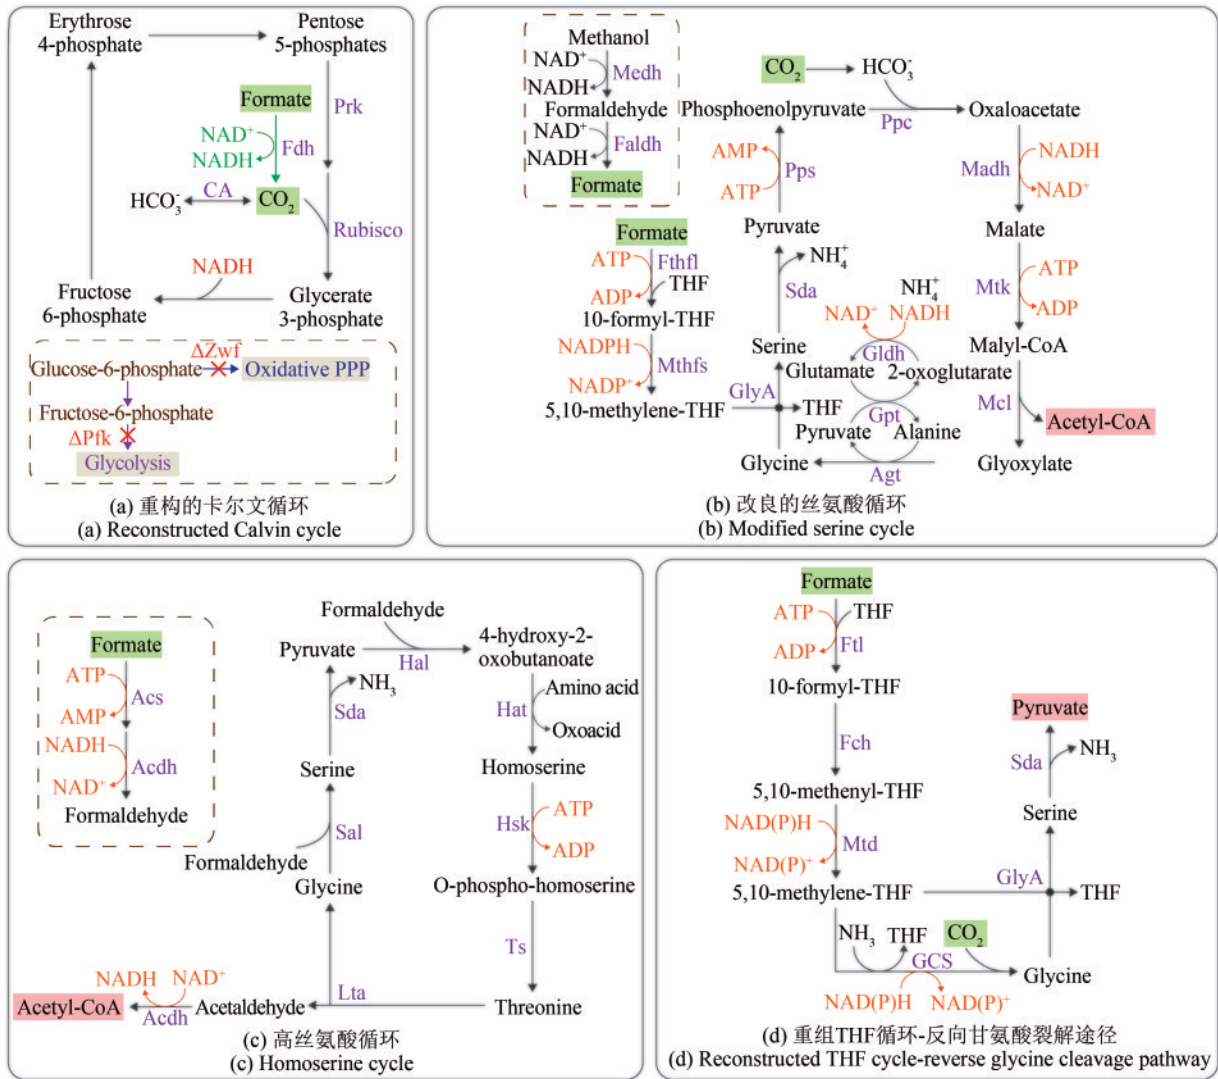 Erythrose
4-phosphate
Pentose
5-phosphates
Prk
Formate
NAD⁺
NADH
Fdh
HCO₃⁻
CA
CO₂
Rubisco
NADH
Fructose
6-phosphate
Glycerate
3-phosphate
ΔZwf
Glucose-6-phosphate
Oxidative PPP
Fructose-6-phosphate
ΔPfk
Glycolysis
(a) 重构的卡尔文循环
(a) Reconstructed Calvin cycle
Methanol
NAD⁺
NADH
Medh
Formaldehyde
NAD⁺
NADH
Faldh
Formate
CO₂
HCO₃⁻
Phosphoenolpyruvate
Ppc
Oxaloacetate
AMP
ATP
Pps
Madh
NADH
NAD⁺
Pyruvate
Malate
Formate
ATP
ADP
Fthfl
THF
NH₄⁺
Sda
Mtk
ATP
ADP
10-formyl-THF
NADPH
NADP⁺
Mthfs
NH₄⁺
NAD⁺
NADH
Gldh
Serine
Glutamate
2-oxoglutarate
Malyl-CoA
5,10-methylene-THF
GlyA
THF
Gpt
Pyruvate
Alanine
Mcl
Acetyl-CoA
Glycine
Agt
Glyoxylate
(b) 改良的丝氨酸循环
(b) Modified serine cycle
Formate
ATP
AMP
Acs
NADH
NAD⁺
Acdh
Formaldehyde
Formaldehyde
Pyruvate
Hal
4-hydroxy-2-
oxobutanoate
NH₃
Sda
Hat
Amino acid
Oxoacid
Serine
Homoserine
Sal
Formaldehyde
Hsk
ATP
ADP
Glycine
O-phospho-homoserine
Ts
NADH
NAD⁺
Acetyl-CoA
Acdh
Acetaldehyde
Lta
Threonine
(c) 高丝氨酸循环
(c) Homoserine cycle
Formate
ATP
THF
ADP
Ftl
10-formyl-THF
Pyruvate
Fch
Sda
NH₃
5,10-methenyl-THF
Serine
NAD(P)H
NAD(P)⁺
Mtd
5,10-methylene-THF
GlyA
THF
NH₃
THF
CO₂
GCS
Glycine
NAD(P)H
NAD(P)⁺
(d) 重组THF循环-反向甘氨酸裂解途径
(d) Reconstructed THF cycle-reverse glycine cleavage pathway